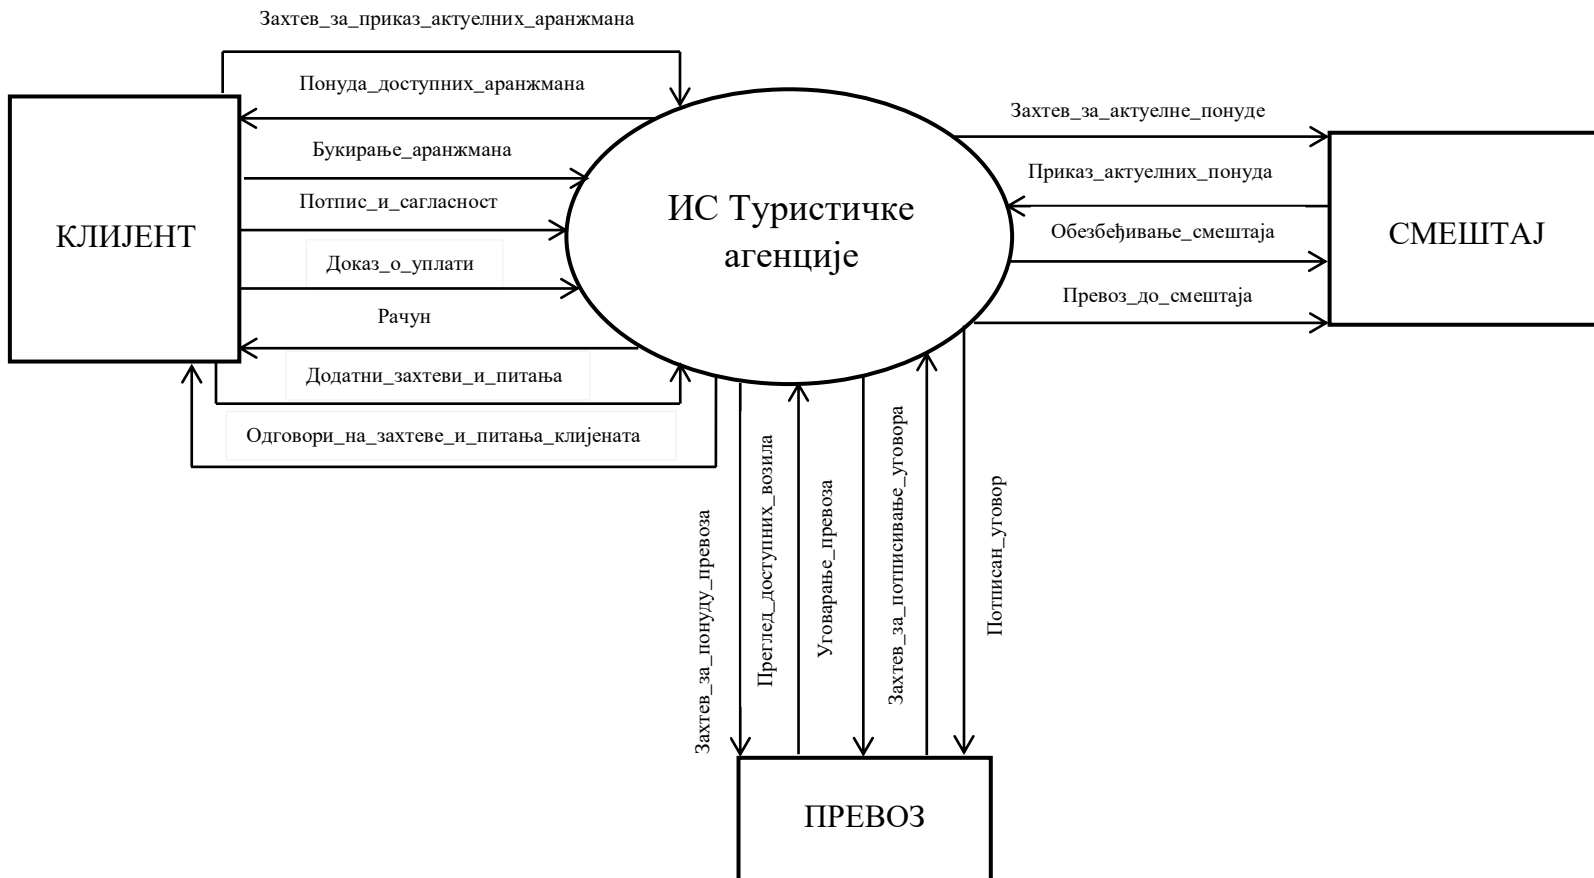 Захтев_за_приказ_актуелних_аранжмана
Понуда_доступних_аранжмана
Букирање_аранжмана
Потпис_и_сагласност
Доказ_о_уплати
Рачун
Додатни_захтеви_и_питања
Одговори_на_захтеве_и_питања_клијената
КЛИЈЕНТ
ИС Туристичке
агенције
Захтев_за_актуелне_понуде
Приказ_актуелних_понуда
Обезбеђивање_смештаја
Превоз_до_смештаја
СМЕШТАЈ
Захтев_за_понуду_превоза
Преглед_доступних_возила
Уговарање_превоза
Захтев_за_потписивање_уговора
Потписан_уговор
ПРЕВОЗ